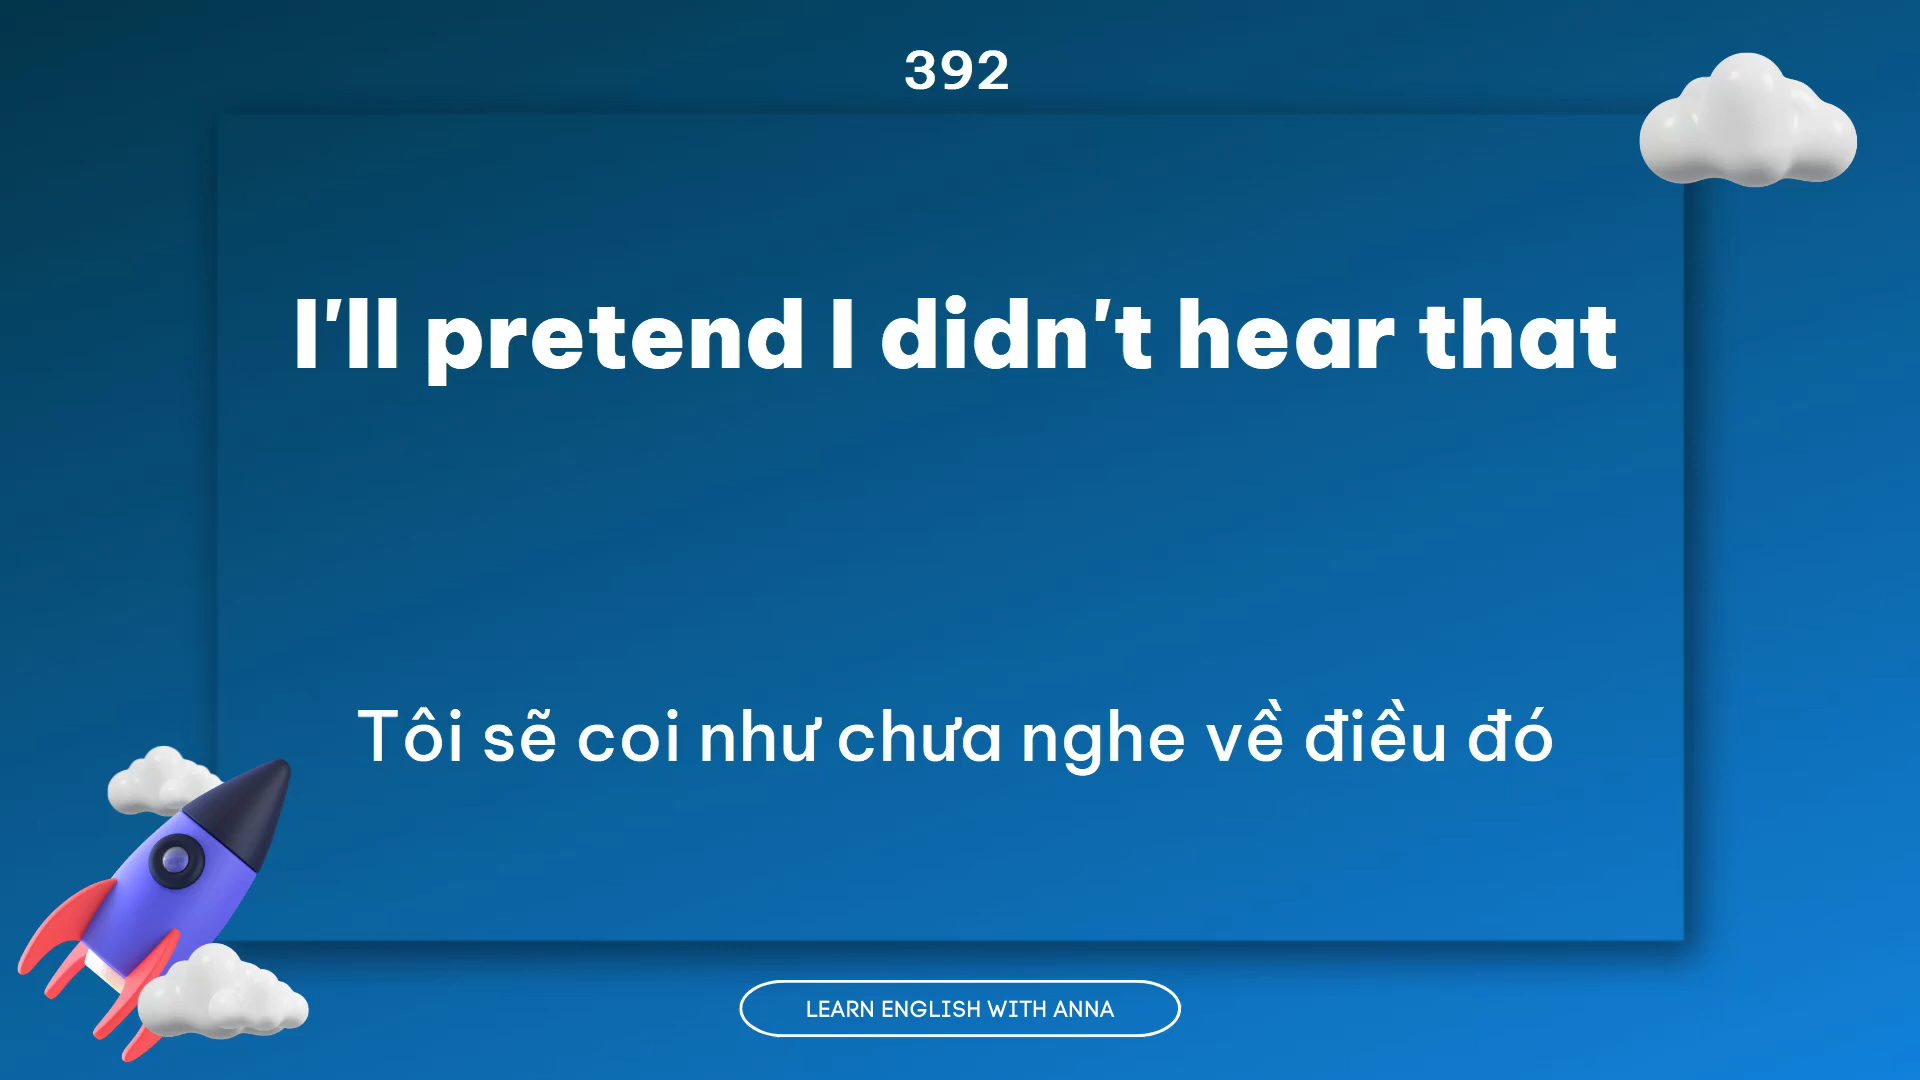 392
I'll pretend I didn't hear that
Tôi sẽ coi như chưa nghe về điều đó
LEARN ENGLISH WITH ANNA